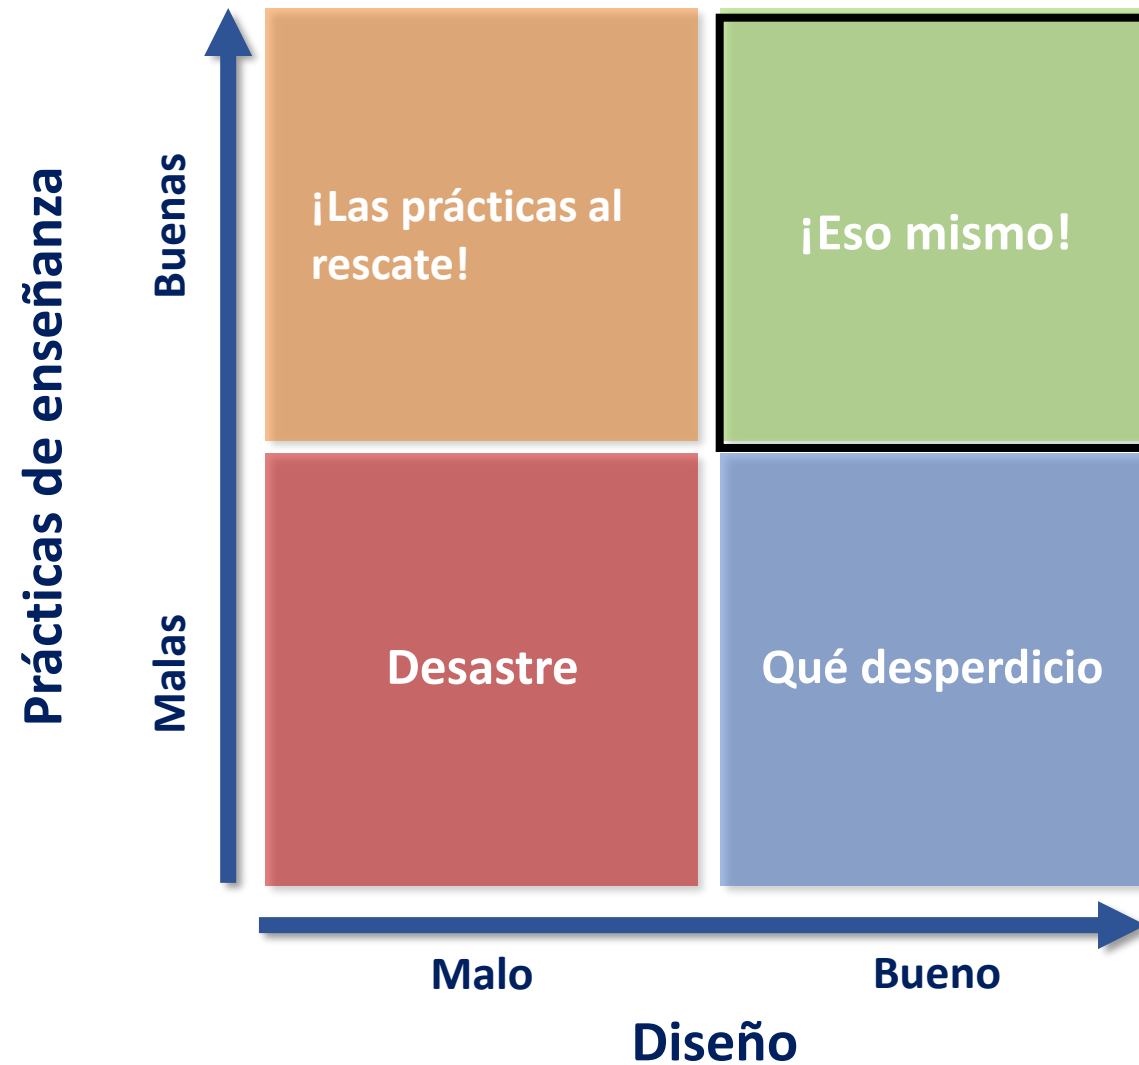 Prácticas de enseñanza
Buenas
Malas
¡Las prácticas al
rescate!
¡Eso mismo!
Desastre
Qué desperdicio
Malo
Bueno
Diseño